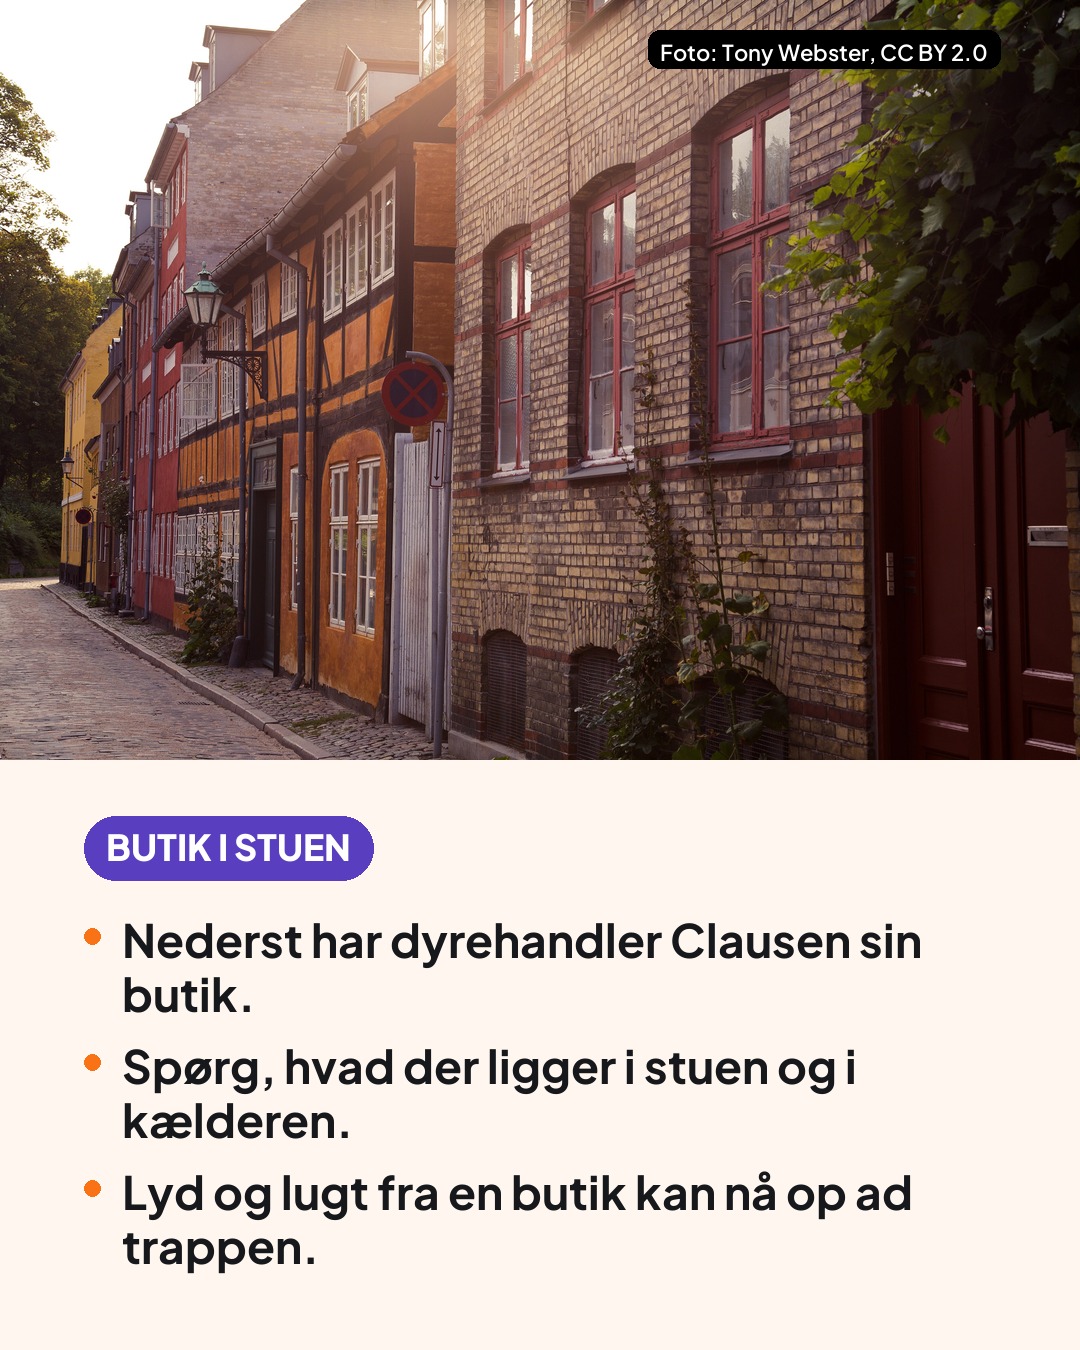 Foto: Tony Webster, CC BY 2.0
BUTIK I STUEN
Nederst har dyrehandler Clausen sin
butik.
Spørg, hvad der ligger i stuen og i
kælderen.
Lyd og lugt fra en butik kan nå op ad
trappen.